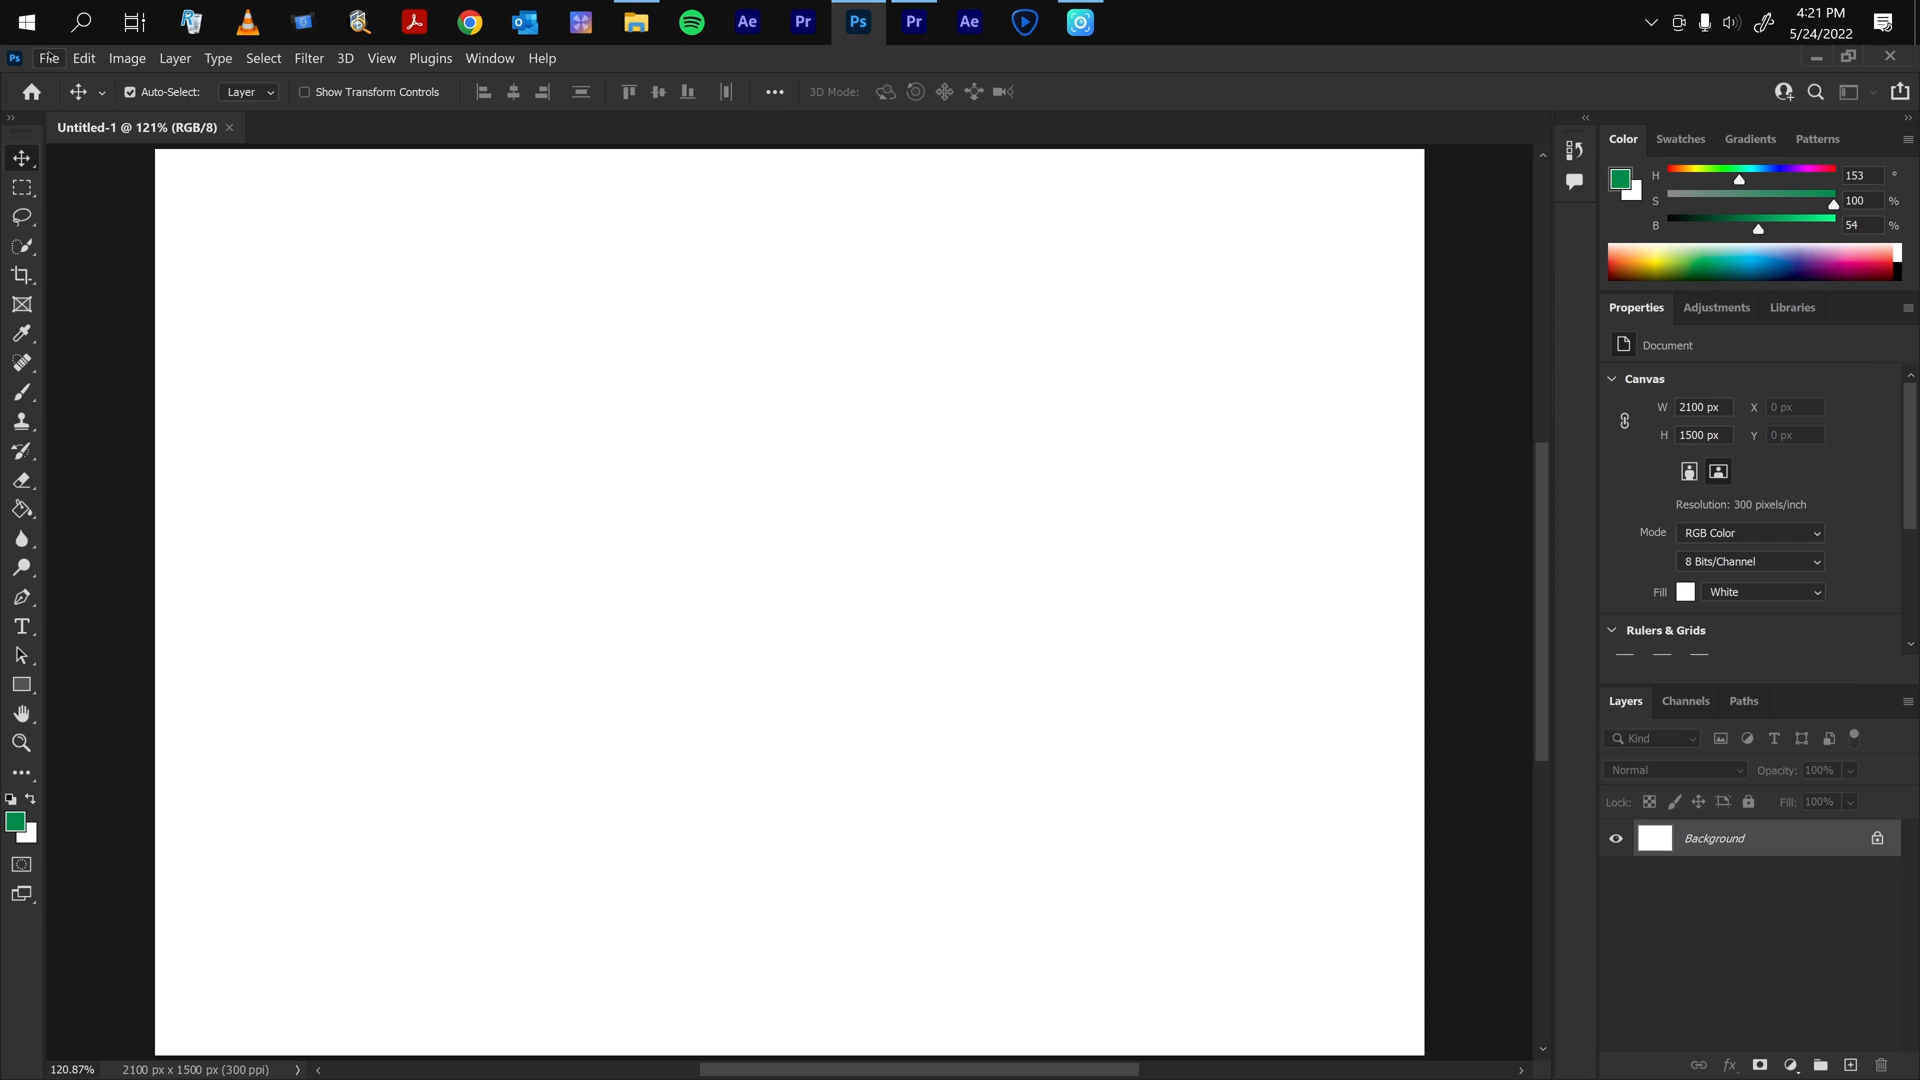 Ae Pr Ps Pr Ae
4:21 PM
5/24/2022
Ps File Edit Image Layer Type Select Filter 3D View Plugins Window Help
Auto-Select: Layer Show Transform Controls 3D Mode:
Untitled-1 @ 121% (RGB/8)
Color Swatches Gradients Patterns
H 153 °
S 100 %
B 54 %
Properties Adjustments Libraries
Document
Canvas
W 2100 px X 0 px
H 1500 px Y 0 px
Resolution: 300 pixels/inch
Mode RGB Color
8 Bits/Channel
Fill White
Rulers & Grids
Layers Channels Paths
Kind
Normal Opacity: 100%
Lock: Fill: 100%
Background
fx
120.87% 2100 px x 1500 px (300 ppi)